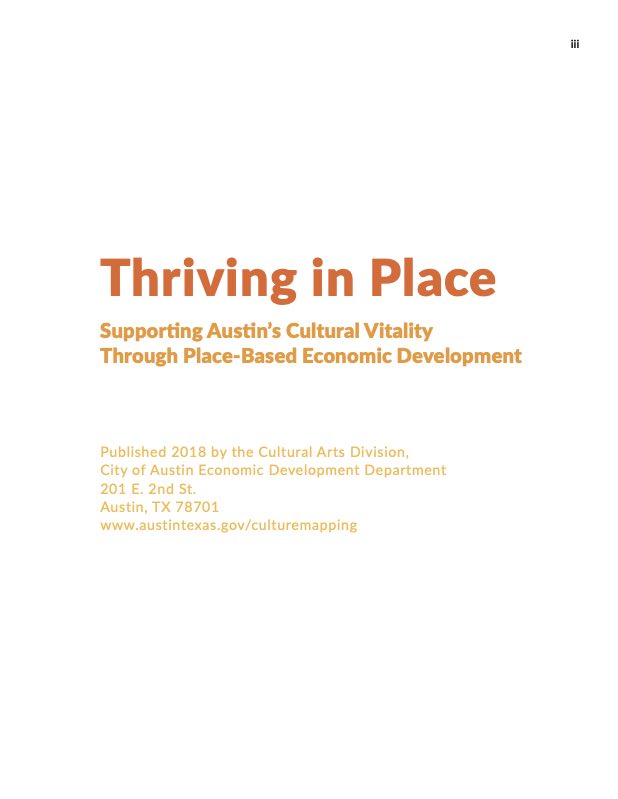 iii
Thriving in Place
Supporting Austin’s Cultural Vitality
Through Place-Based Economic Development
Published 2018 by the Cultural Arts Division,
City of Austin Economic Development Department
201 E. 2nd St.
Austin, TX 78701
www.austintexas.gov/culturemapping